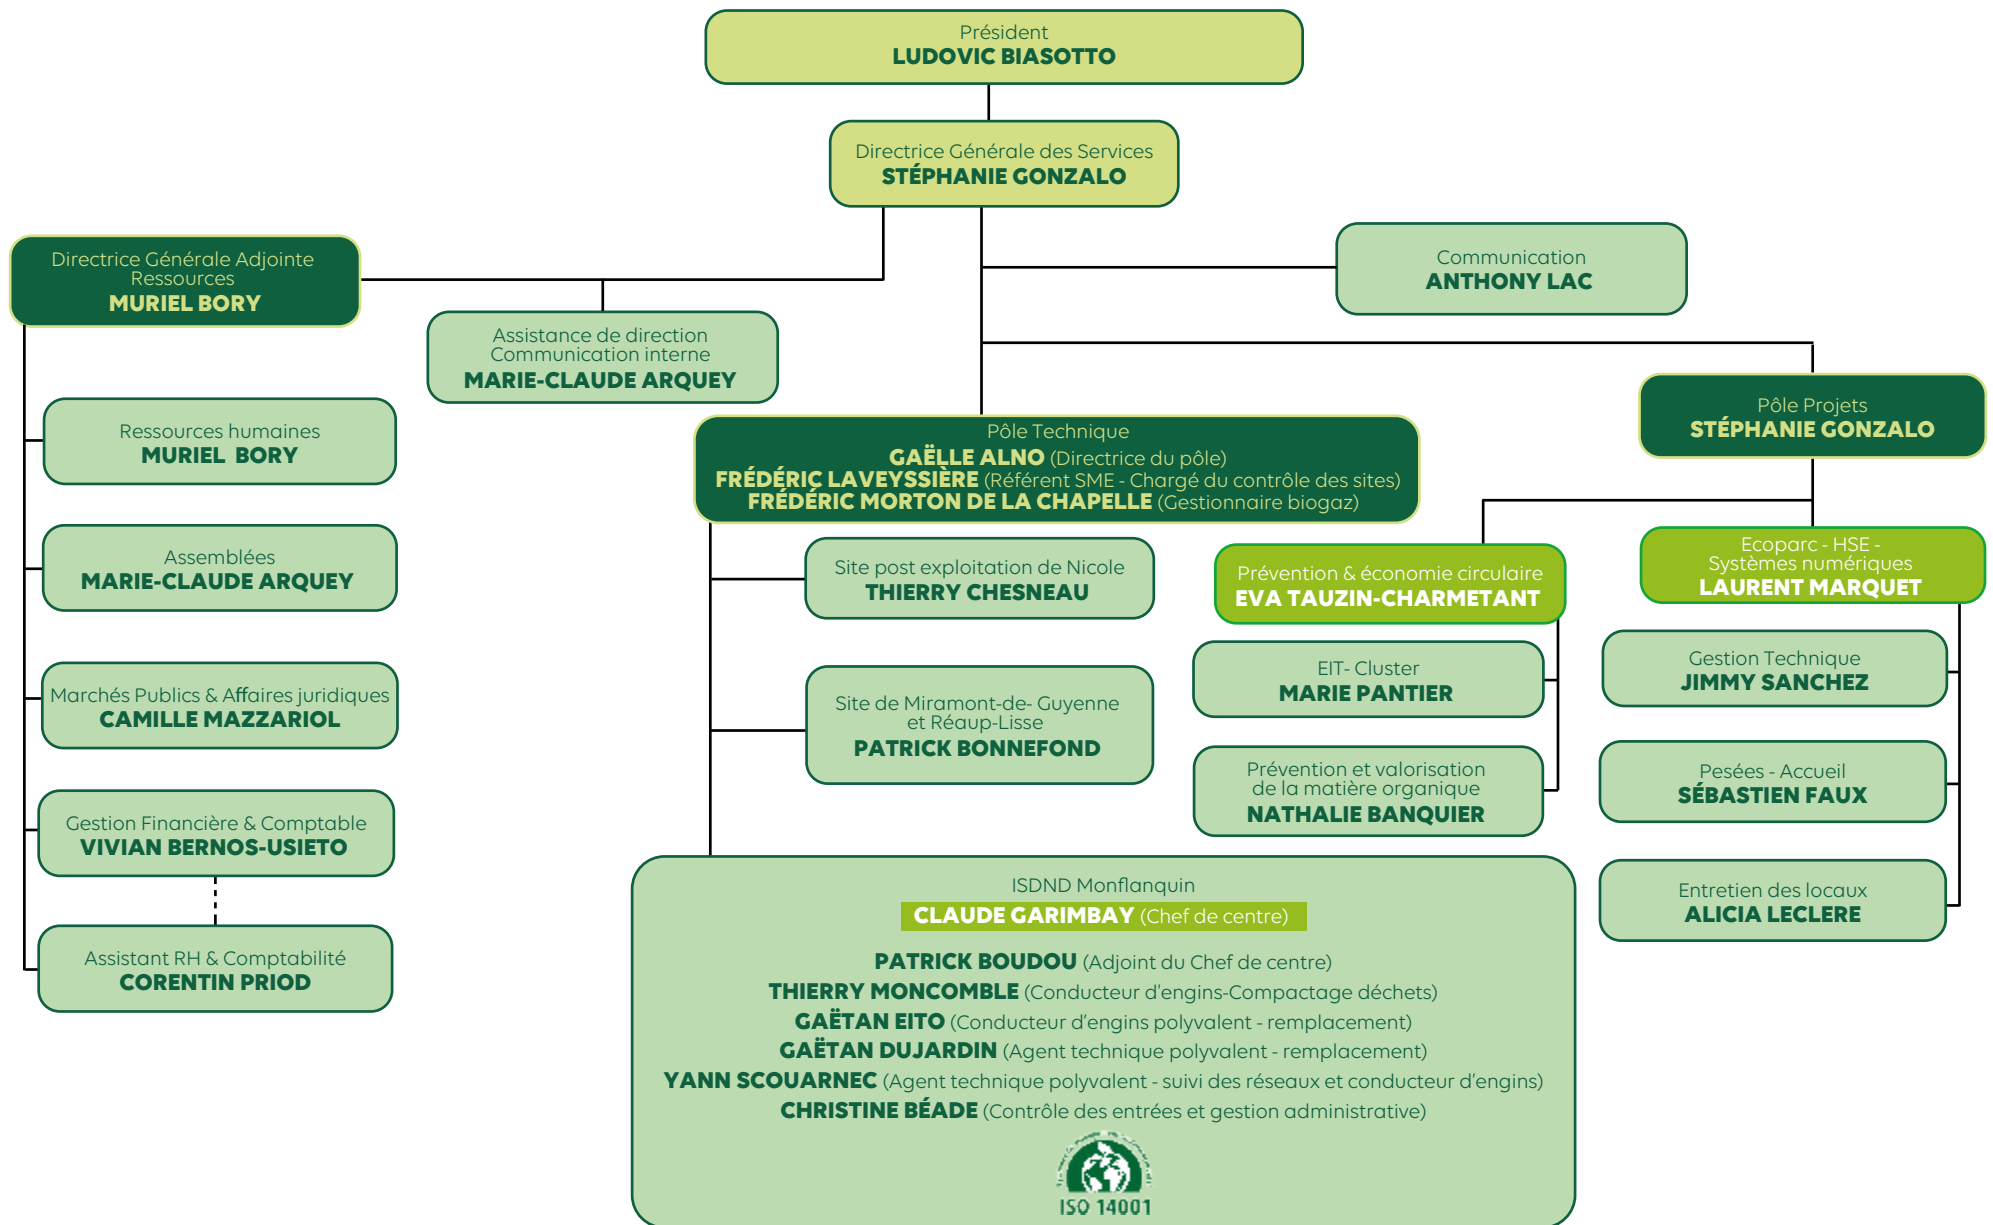 Président
LUDOVIC BIASOTTO
Directrice Générale des Services
STÉPHANIE GONZALO
Directrice Générale Adjointe
Ressources
MURIEL BORY
Communication
ANTHONY LAC
Assistance de direction
Communication interne
MARIE-CLAUDE ARQUEY
Ressources humaines
MURIEL BORY
Assemblées
MARIE-CLAUDE ARQUEY
Marchés Publics & Affaires juridiques
CAMILLE MAZZARIOL
Gestion Financière & Comptable
VIVIAN BERNOS-USIETO
Assistant RH & Comptabilité
CORENTIN PRIOD
Pôle Technique
GAËLLE ALNO (Directrice du pôle)
FRÉDÉRIC LAVEYSSIÈRE (Référent SME - Chargé du contrôle des sites)
FRÉDÉRIC MORTON DE LA CHAPELLE (Gestionnaire biogaz)
Site post exploitation de Nicole
THIERRY CHESNEAU
Site de Miramont-de- Guyenne
et Réaup-Lisse
PATRICK BONNEFOND
ISDND Monflanquin
CLAUDE GARIMBAY (Chef de centre)
PATRICK BOUDOU (Adjoint du Chef de centre)
THIERRY MONCOMBLE (Conducteur d'engins-Compactage déchets)
GAËTAN EITO (Conducteur d'engins polyvalent - remplacement)
GAËTAN DUJARDIN (Agent technique polyvalent - remplacement)
YANN SCOUARNEC (Agent technique polyvalent - suivi des réseaux et conducteur d'engins)
CHRISTINE BÉADE (Contrôle des entrées et gestion administrative)
ISO 14001
Pôle Projets
STÉPHANIE GONZALO
Prévention & économie circulaire
EVA TAUZIN-CHARMETANT
EIT- Cluster
MARIE PANTIER
Prévention et valorisation
de la matière organique
NATHALIE BANQUIER
Ecoparc - HSE -
Systèmes numériques
LAURENT MARQUET
Gestion Technique
JIMMY SANCHEZ
Pesées - Accueil
SÉBASTIEN FAUX
Entretien des locaux
ALICIA LECLERE